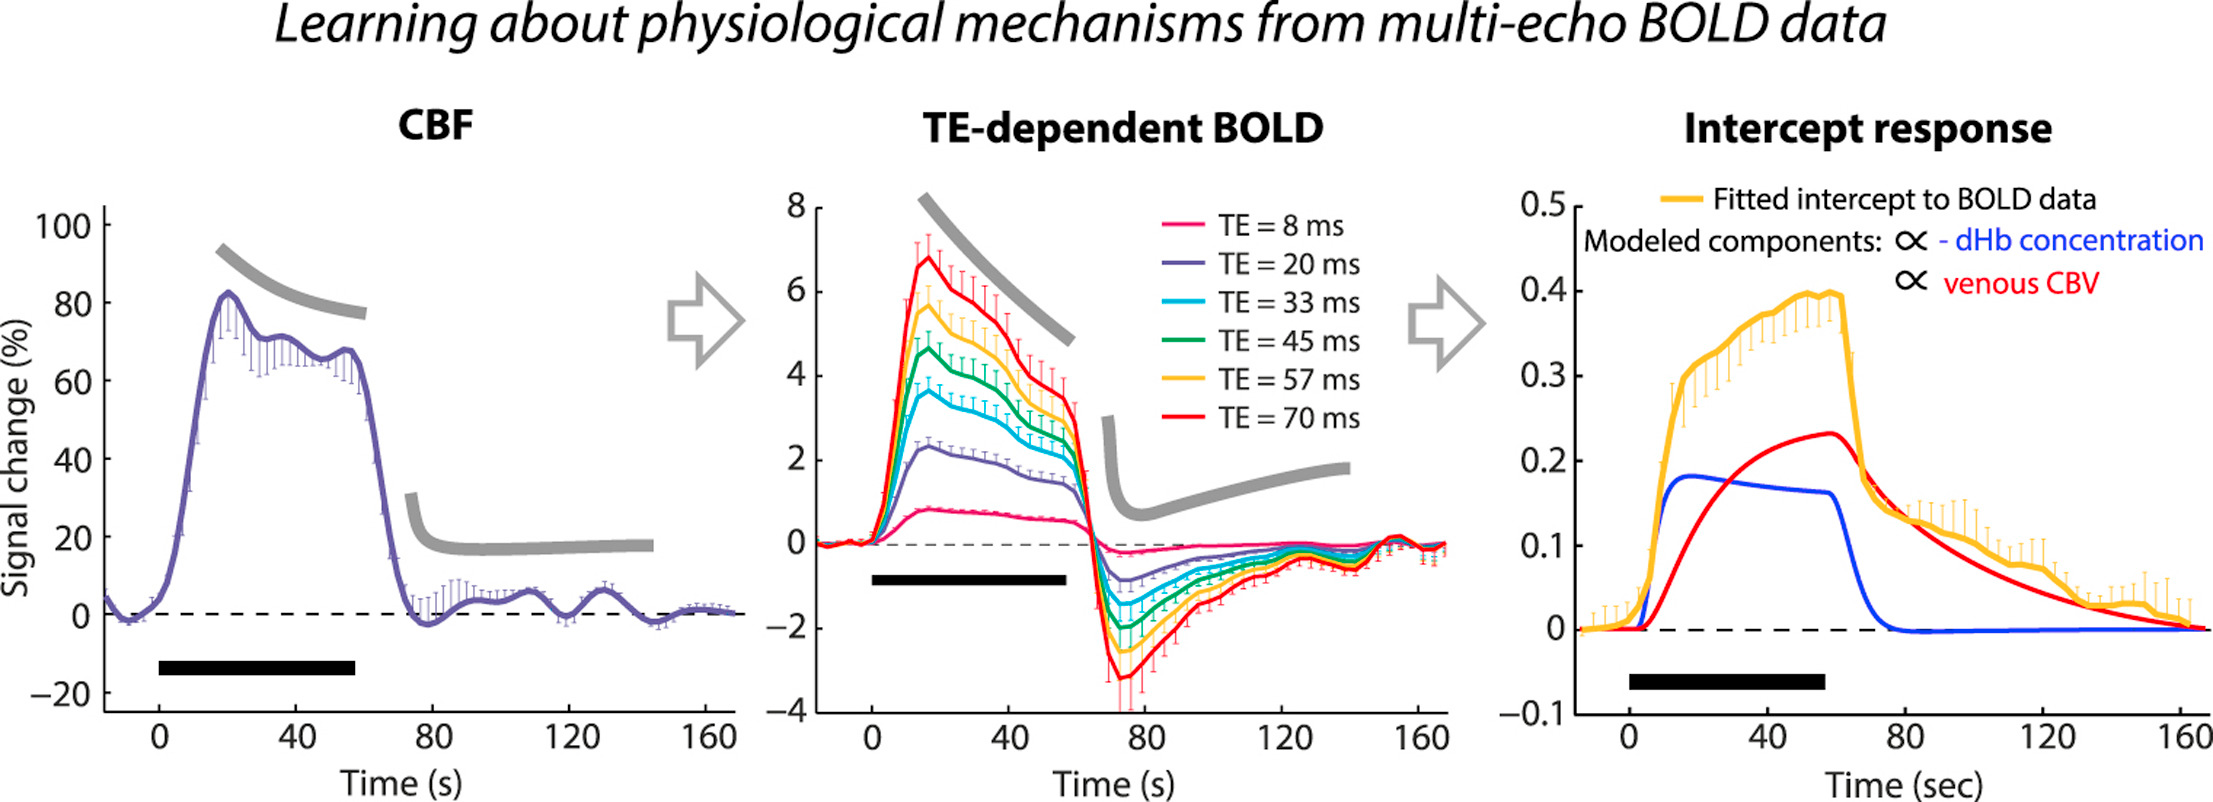 Learning about physiological mechanisms from multi-echo BOLD data
CBF
Signal change (%)
100
80
60
40
20
0
−20
0 40 80 120 160
Time (s)
TE-dependent BOLD
8
6
4
2
0
−2
−4
TE = 8 ms
TE = 20 ms
TE = 33 ms
TE = 45 ms
TE = 57 ms
TE = 70 ms
0 40 80 120 160
Time (s)
Intercept response
Fitted intercept to BOLD data
Modeled components: ∝ - dHb concentration
∝ venous CBV
0.5
0.4
0.3
0.2
0.1
0
−0.1
0 40 80 120 160
Time (sec)